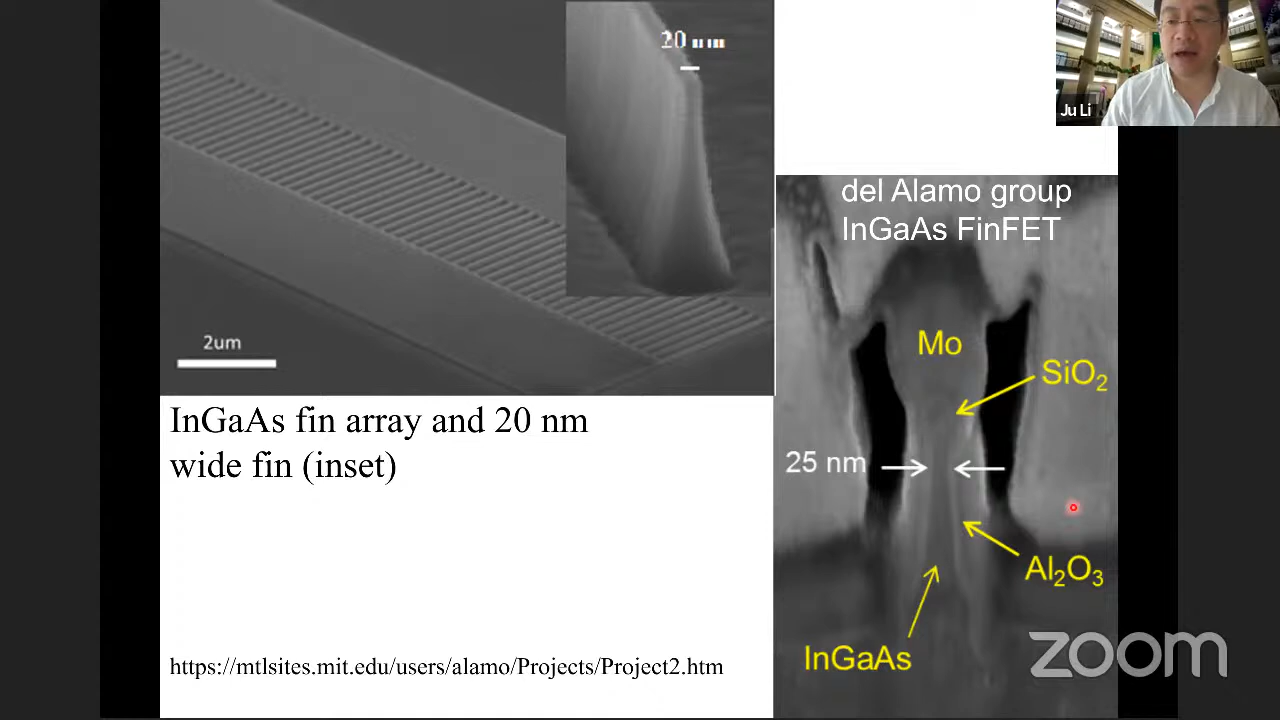 20 nm
Ju Li
2um
del Alamo group
InGaAs FinFET
Mo
SiO₂
25 nm
Al₂O₃
InGaAs
InGaAs fin array and 20 nm
wide fin (inset)
https://mtlsites.mit.edu/users/alamo/Projects/Project2.htm
zoom